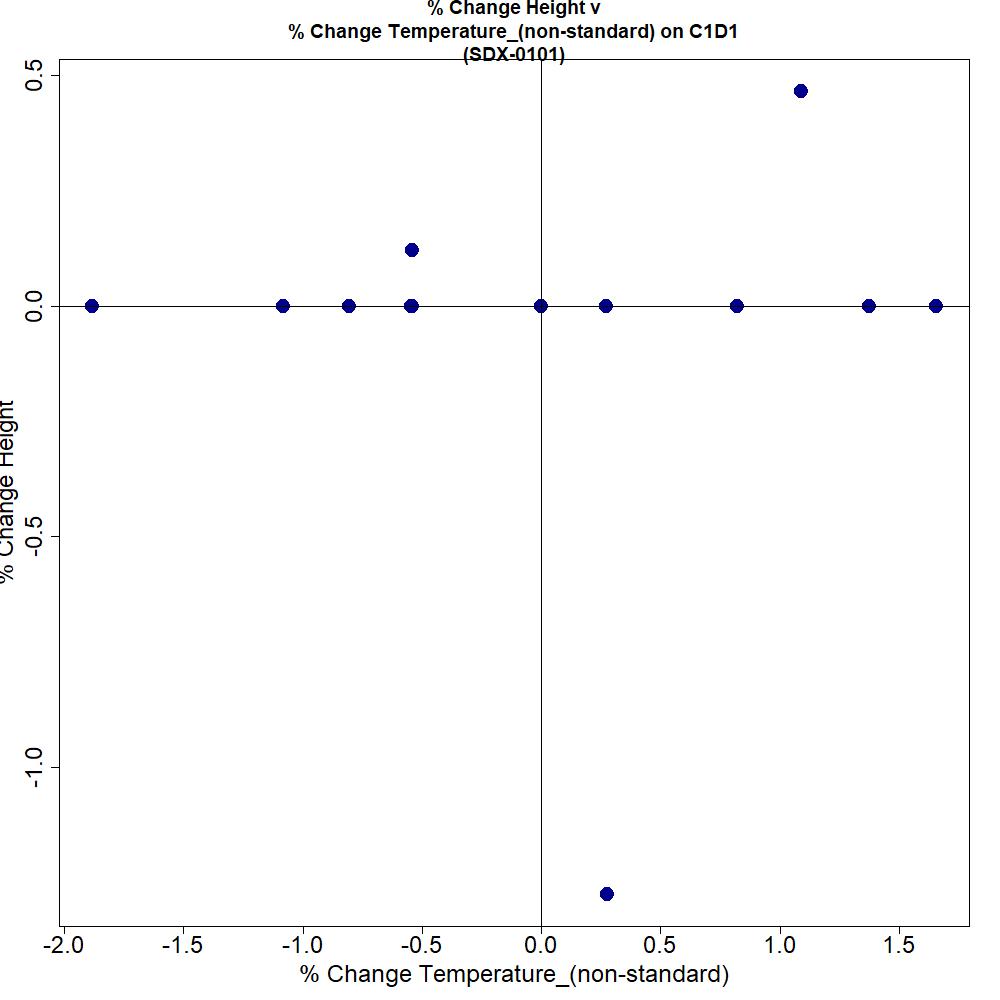 % Change Height v
% Change Temperature_(non-standard) on C1D1
(SDX-0101)
0.5
0.0
-0.5
-1.0
% Change Height
-2.0 -1.5 -1.0 -0.5 0.0 0.5 1.0 1.5
% Change Temperature_(non-standard)